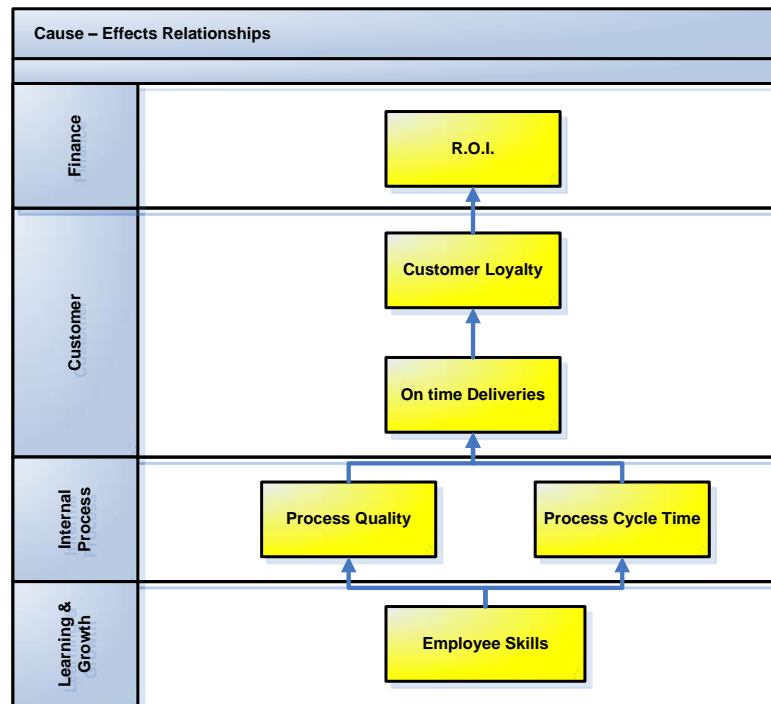 Cause – Effects Relationships
Finance
R.O.I.
Customer
Customer Loyalty
On time Deliveries
Internal
Process
Process Quality
Process Cycle Time
Learning &
Growth
Employee Skills